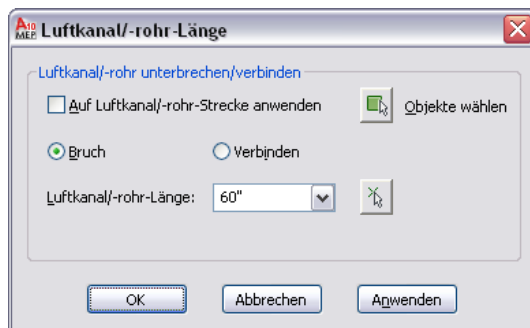 A10 MEP Luftkanal/-rohr-Länge
Luftkanal/-rohr unterbrechen/verbinden
Auf Luftkanal/-rohr-Strecke anwenden Objekte wählen
Bruch Verbinden
Luftkanal/-rohr-Länge: 60"
OK Abbrechen Anwenden